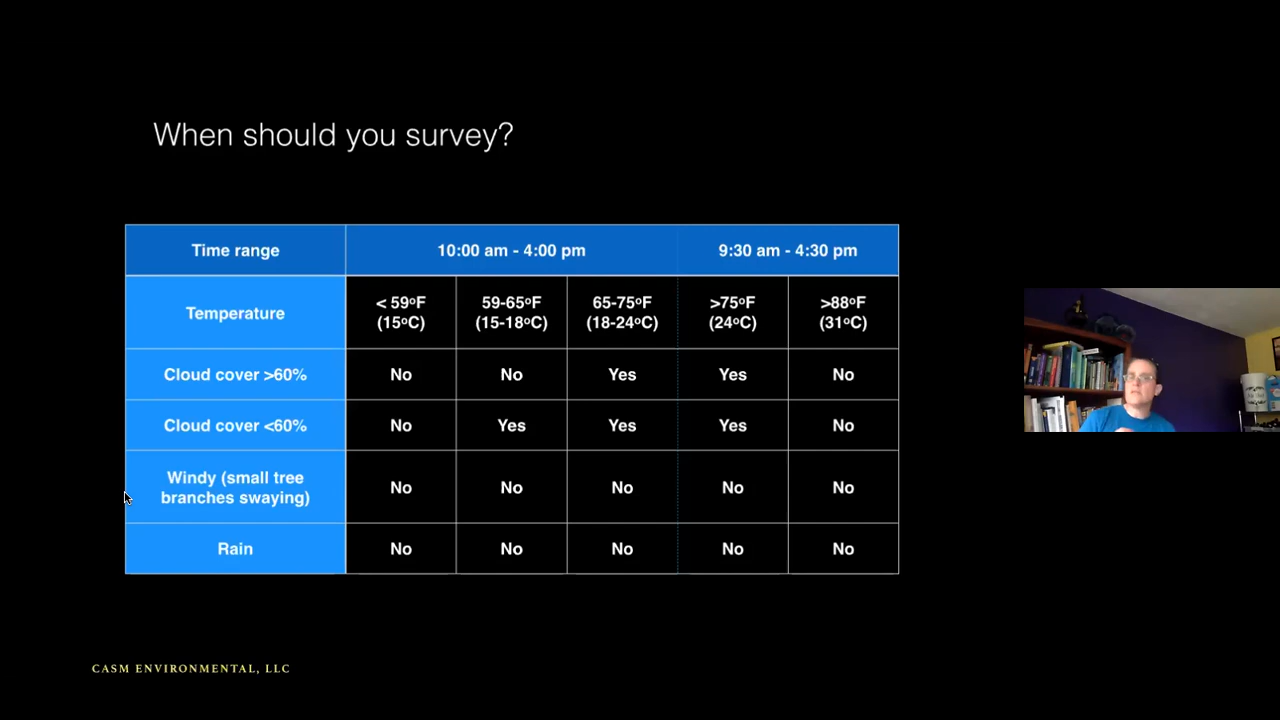 When should you survey?
Time range 10:00 am - 4:00 pm 9:30 am - 4:30 pm
Temperature < 59ºF (15ºC) 59-65ºF (15-18ºC) 65-75ºF (18-24ºC) >75ºF (24ºC) >88ºF (31ºC)
Cloud cover >60% No No Yes Yes No
Cloud cover <60% No Yes Yes Yes No
Windy (small tree branches swaying) No No No No No
Rain No No No No No
CASM ENVIRONMENTAL, LLC